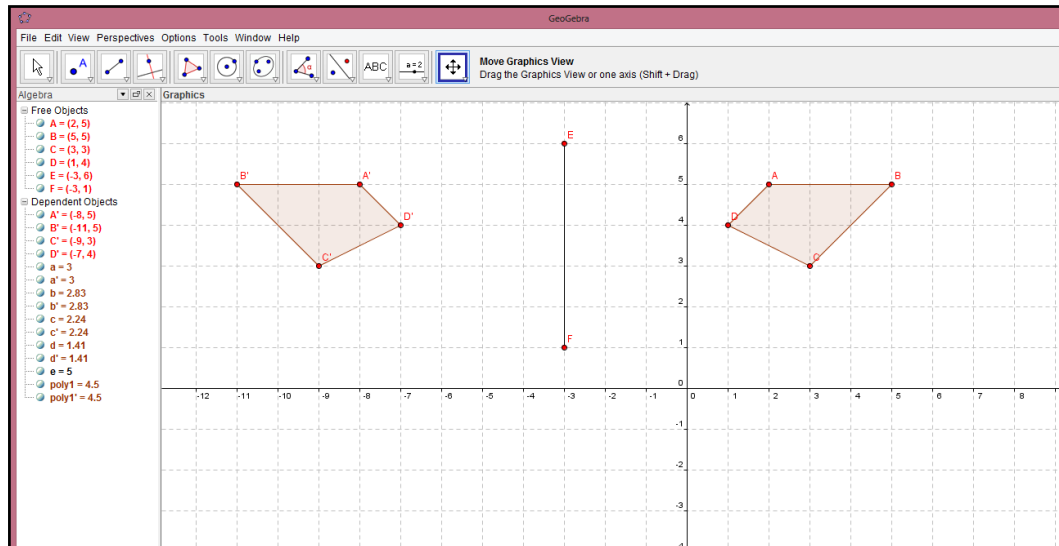 GeoGebra
File Edit View Perspectives Options Tools Window Help
A
α
ABC
a=2
Move Graphics View
Drag the Graphics View or one axis (Shift + Drag)
Algebra
Graphics
Free Objects
A = (2, 5)
B = (5, 5)
C = (3, 3)
D = (1, 4)
E = (-3, 6)
F = (-3, 1)
Dependent Objects
A' = (-8, 5)
B' = (-11, 5)
C' = (-9, 3)
D' = (-7, 4)
a = 3
a' = 3
b = 2.83
b' = 2.83
c = 2.24
c' = 2.24
d = 1.41
d' = 1.41
e = 5
poly1 = 4.5
poly1' = 4.5
6
E
B' A' 5 A B
D' 4 D
C' 3 C
2
F 1
0
-12 -11 -10 -9 -8 -7 -6 -5 -4 -3 -2 -1 0 1 2 3 4 5 6 7 8
-1
-2
-3
-4